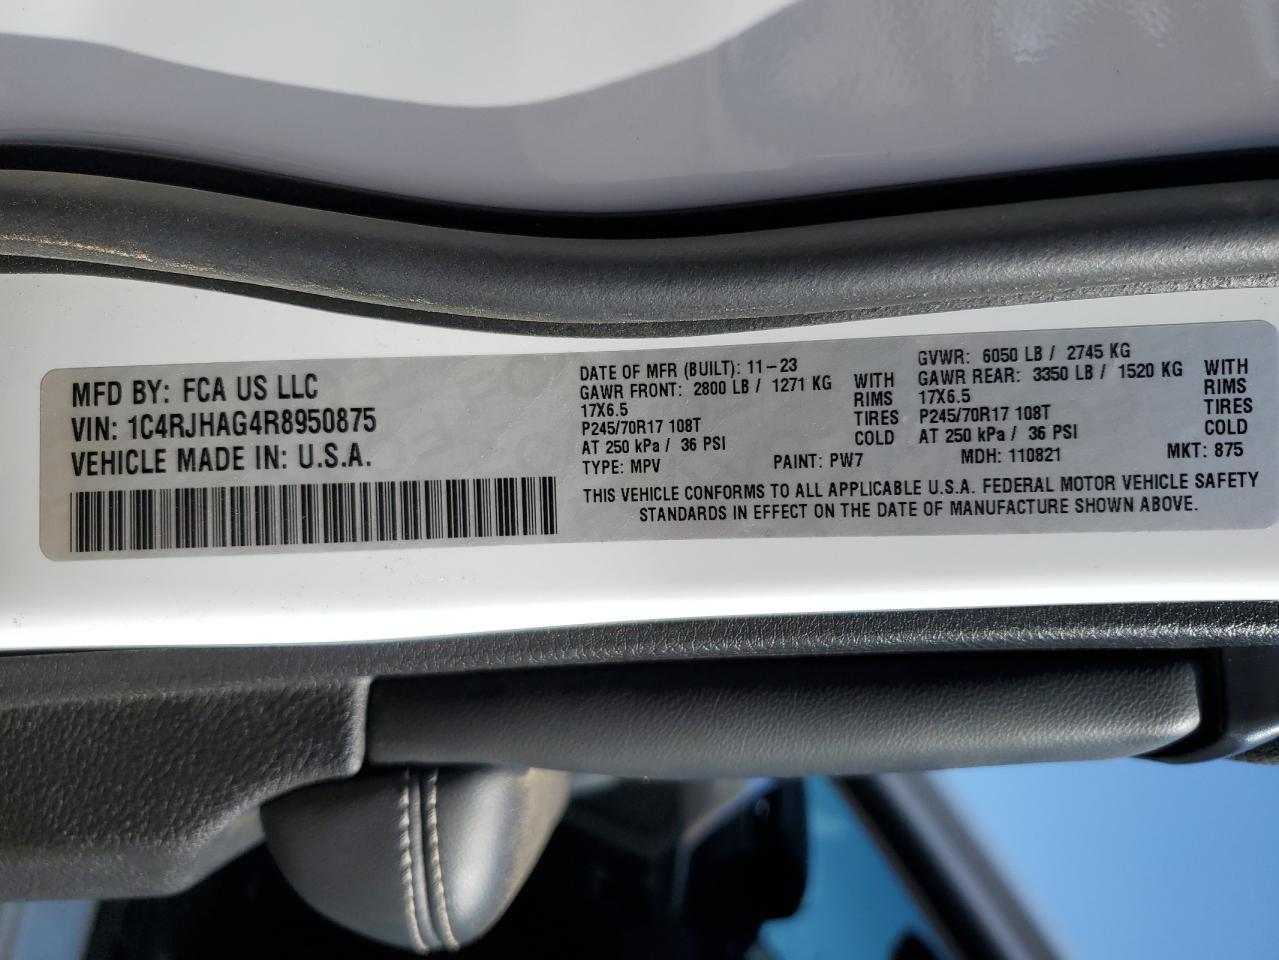 MFD BY: FCA US LLC
VIN: 1C4RJHAG4R8950875
VEHICLE MADE IN: U.S.A.
DATE OF MFR (BUILT): 11-23
GAWR FRONT: 2800 LB / 1271 KG WITH
17X6.5 RIMS
P245/70R17 108T TIRES
AT 250 kPa / 36 PSI COLD
GVWR: 6050 LB / 2745 KG
GAWR REAR: 3350 LB / 1520 KG WITH
17X6.5 RIMS
P245/70R17 108T TIRES
AT 250 kPa / 36 PSI COLD
TYPE: MPV PAINT: PW7 MDH: 110821 MKT: 875
THIS VEHICLE CONFORMS TO ALL APPLICABLE U.S.A. FEDERAL MOTOR VEHICLE SAFETY
STANDARDS IN EFFECT ON THE DATE OF MANUFACTURE SHOWN ABOVE.